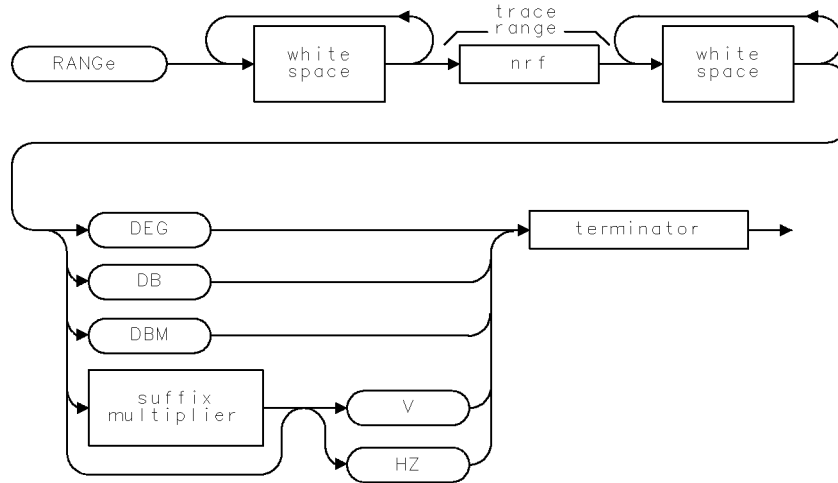 trace
range
RANGe
white
space
nrf
white
space
DEG
terminator
DB
DBM
suffix
multiplier
V
HZ